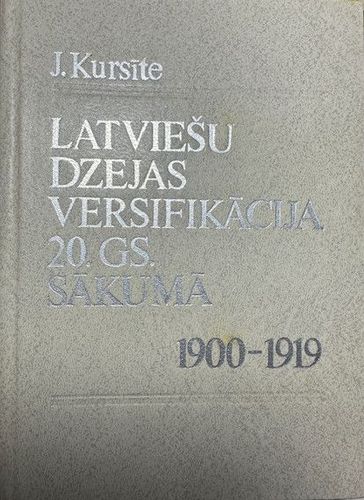 J. Kursīte
LATVIEŠU
DZEJAS
VERSIFIKĀCIJA
20. GS.
SĀKUMĀ
1900-1919